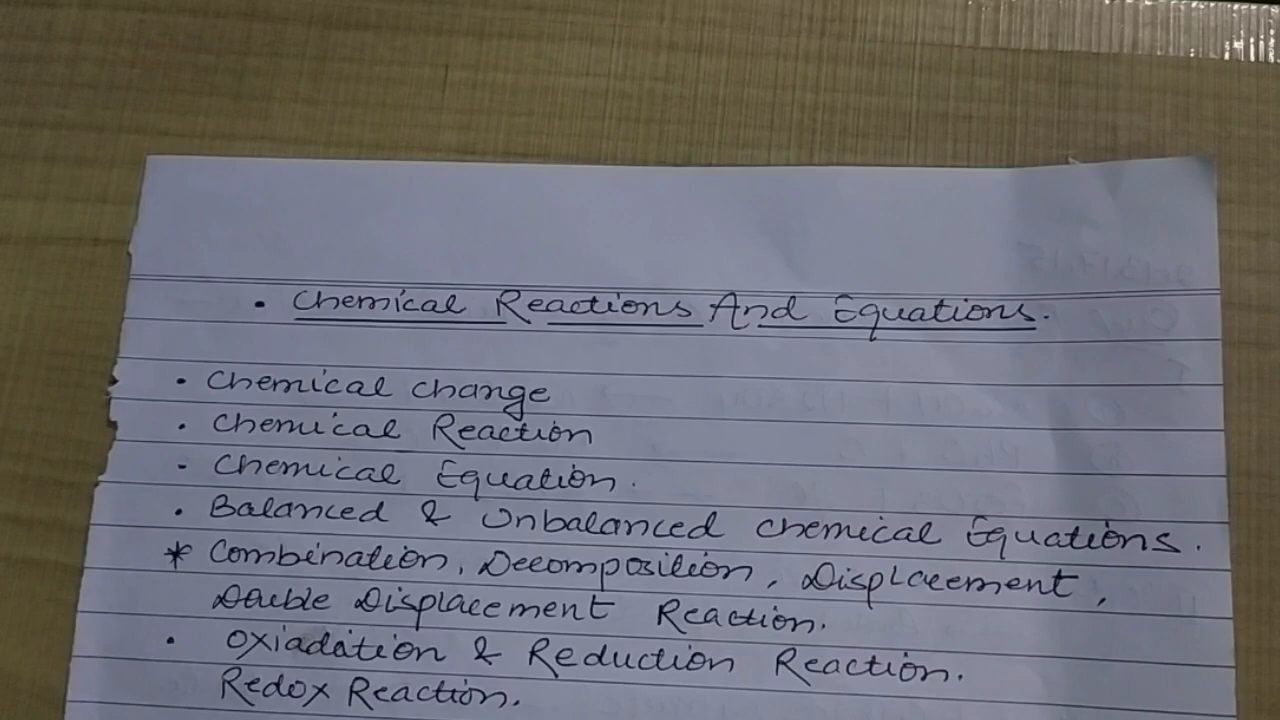 · Chemical Reactions And Equations.
· Chemical change
· Chemical Reaction
· Chemical Equation.
· Balanced & Unbalanced chemical Equations.
* Combination, Decomposition, Displacement,
Double Displacement Reaction.
· Oxiadation & Reduction Reaction.
Redox Reaction.